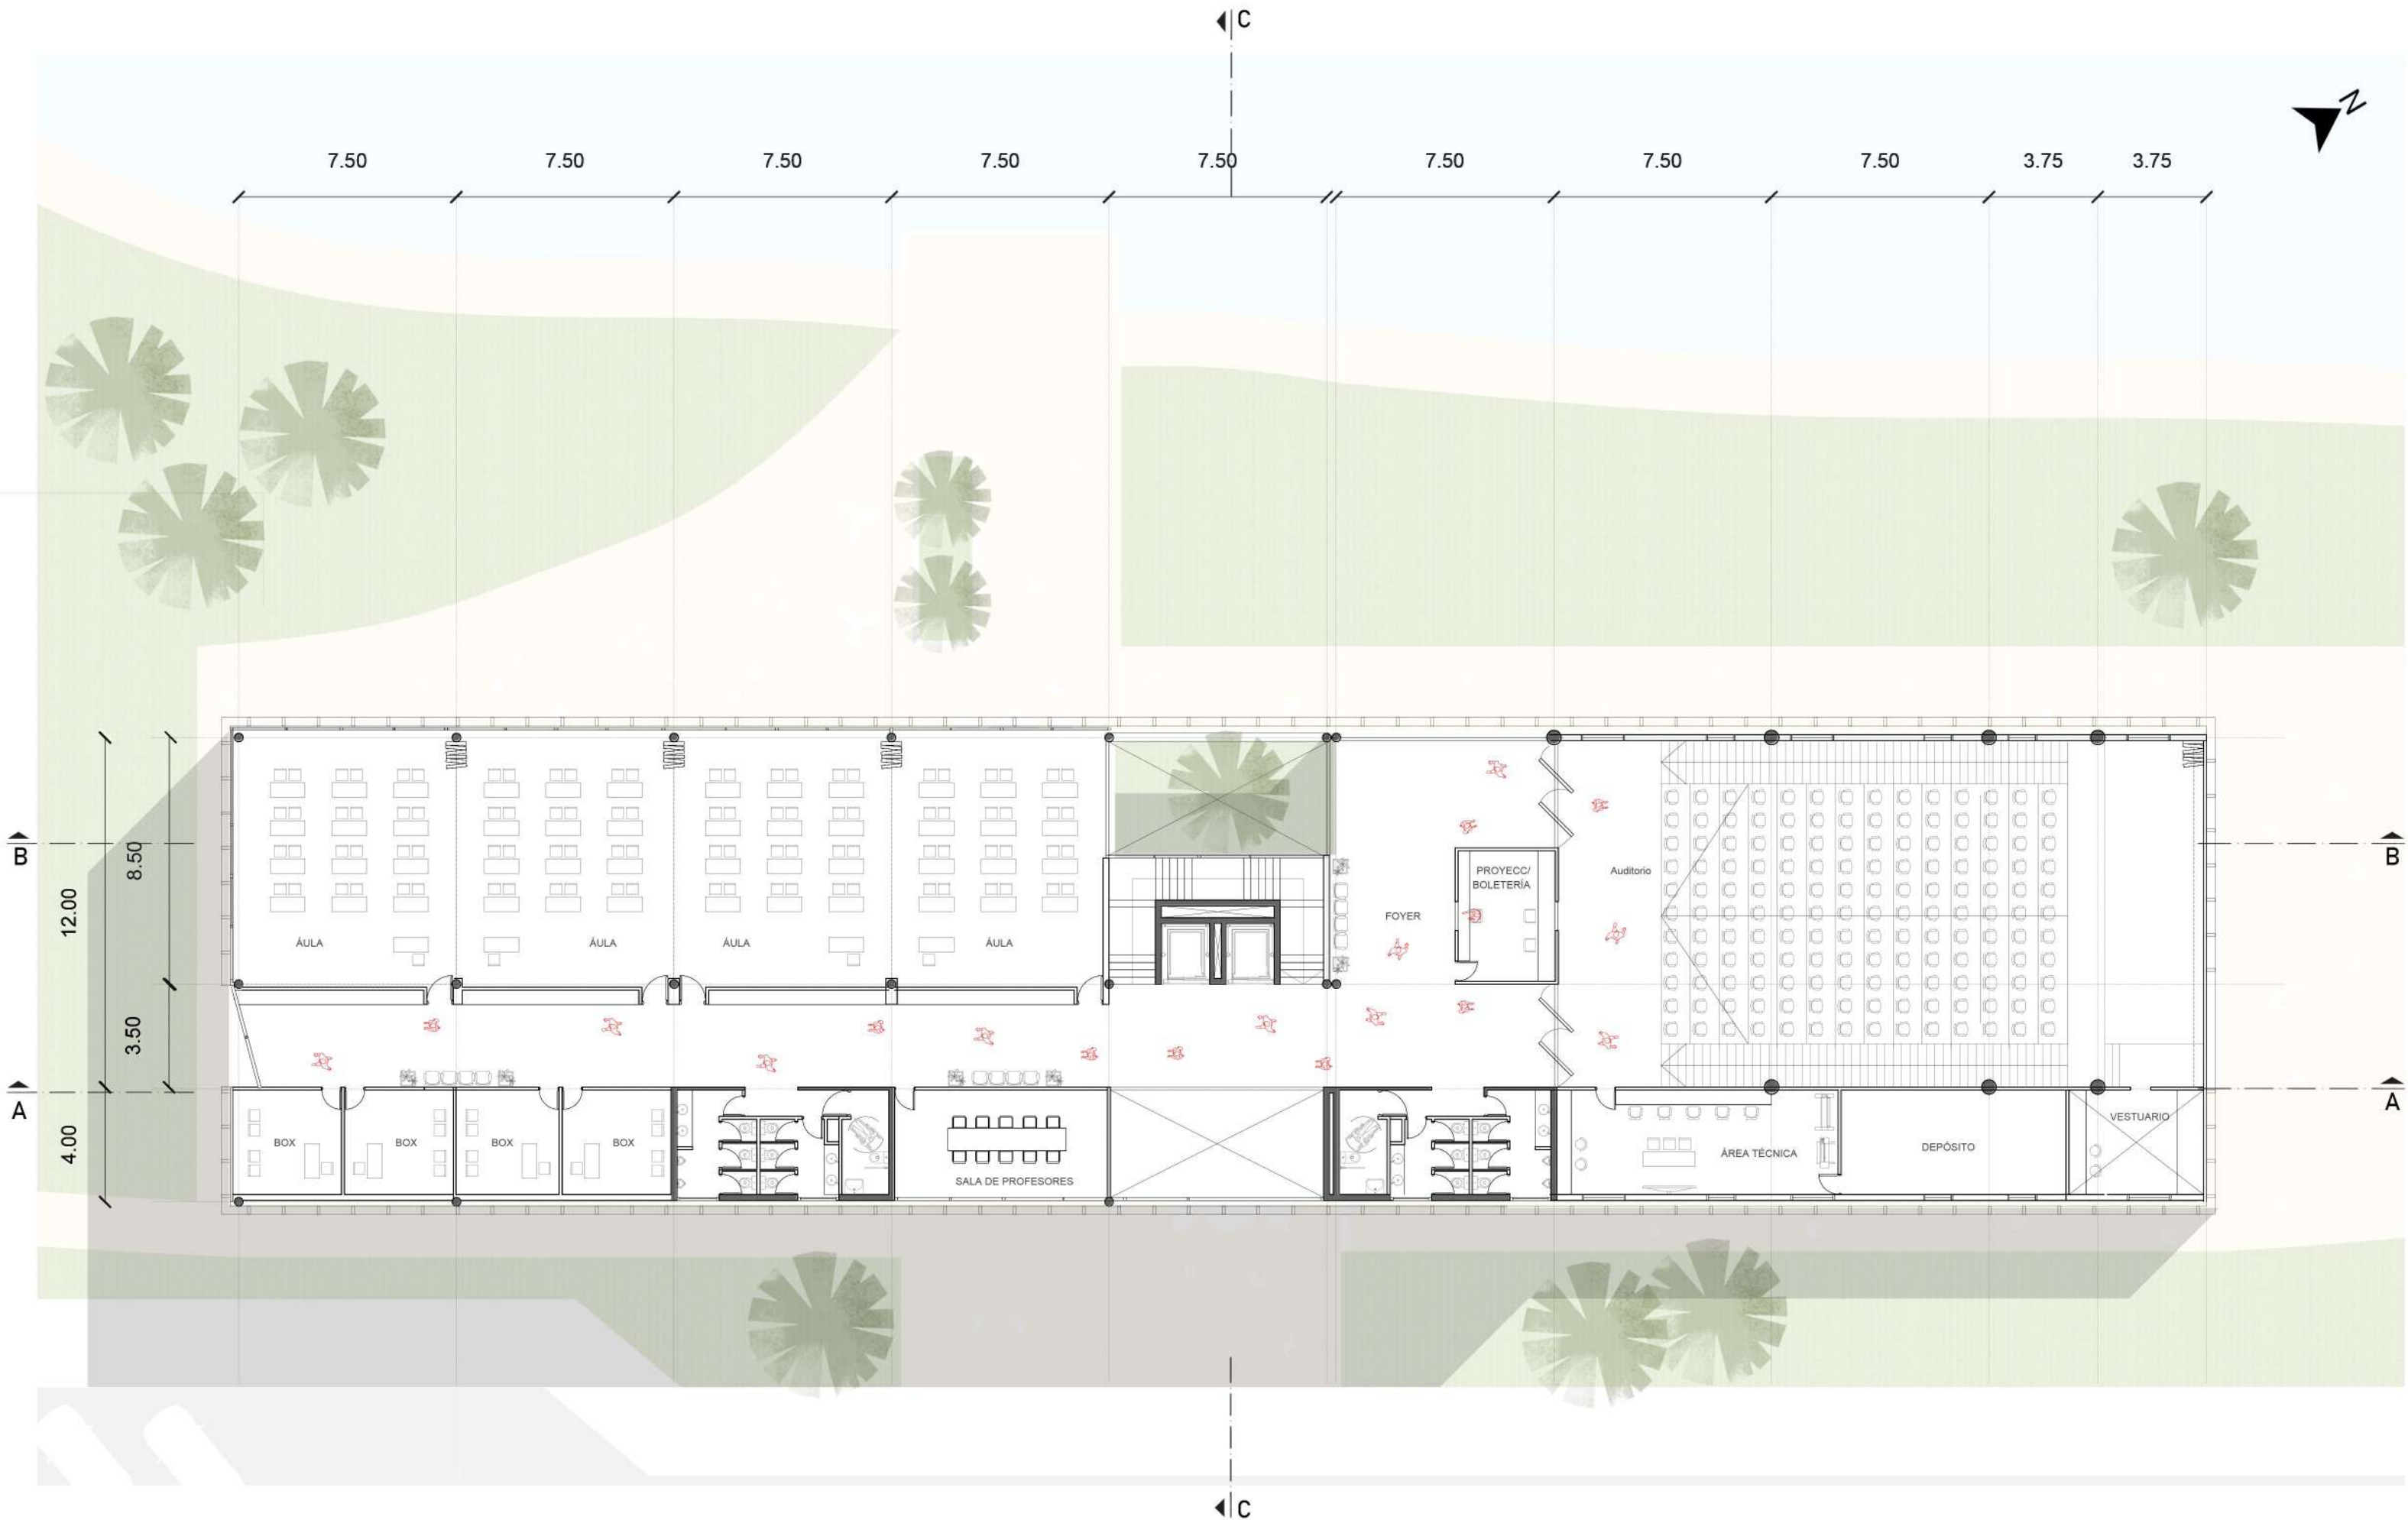 C
N
7.50 7.50 7.50 7.50 7.50 7.50 7.50 7.50 3.75 3.75
B
8.50
12.00
3.50
A
4.00
ÁULA
ÁULA
ÁULA
ÁULA
FOYER
PROYECC/
BOLETERÍA
Auditorio
B
A
BOX
BOX
BOX
BOX
SALA DE PROFESORES
ÁREA TÉCNICA
DEPÓSITO
VESTUARIO
C